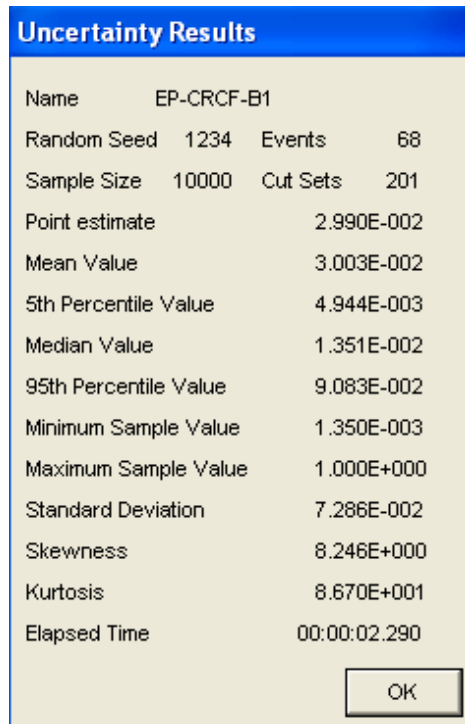 Uncertainty Results
Name EP-CRCF-B1
Random Seed 1234 Events 68
Sample Size 10000 Cut Sets 201
Point estimate 2.990E-002
Mean Value 3.003E-002
5th Percentile Value 4.944E-003
Median Value 1.351E-002
95th Percentile Value 9.083E-002
Minimum Sample Value 1.350E-003
Maximum Sample Value 1.000E+000
Standard Deviation 7.286E-002
Skewness 8.246E+000
Kurtosis 8.670E+001
Elapsed Time 00:00:02.290
OK